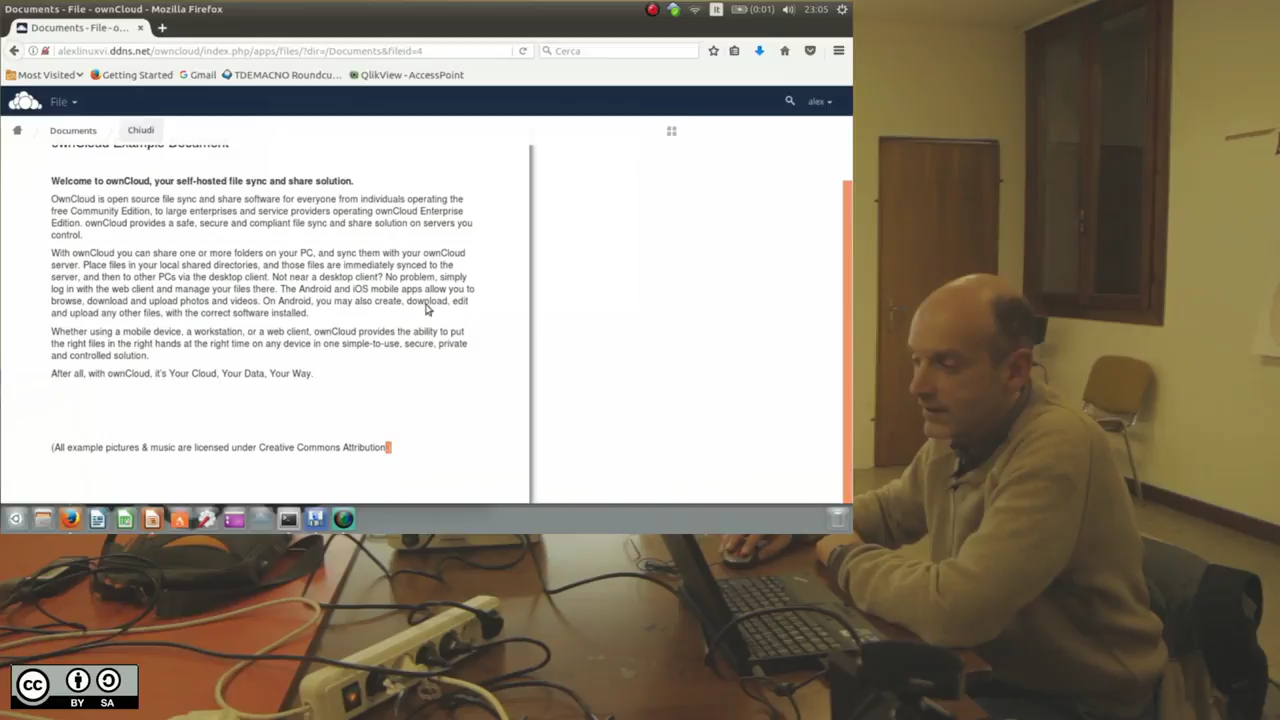 Documents - File - ownCloud - Mozilla Firefox
lt
(0:01)
23:05
Documents - File - o...
alexlinuxvi.ddns.net/owncloud/index.php/apps/files/?dir=/Documents&fileid=4
Cerca
Most Visited
Getting Started
Gmail
TDEMACNO Roundcu...
QlikView - AccessPoint
File
alex
Documents
Chiudi
ownCloud Example Document
Welcome to ownCloud, your self-hosted file sync and share solution.
OwnCloud is open source file sync and share software for everyone from individuals operating the
free Community Edition, to large enterprises and service providers operating ownCloud Enterprise
Edition. ownCloud provides a safe, secure and compliant file sync and share solution on servers you
control.
With ownCloud you can share one or more folders on your PC, and sync them with your ownCloud
server. Place files in your local shared directories, and those files are immediately synced to the
server, and then to other PCs via the desktop client. Not near a desktop client? No problem, simply
log in with the web client and manage your files there. The Android and iOS mobile apps allow you to
browse, download and upload photos and videos. On Android, you may also create, download, edit
and upload any other files, with the correct software installed.
Whether using a mobile device, a workstation, or a web client, ownCloud provides the ability to put
the right files in the right hands at the right time on any device in one simple-to-use, secure, private
and controlled solution.
After all, with ownCloud, it's Your Cloud, Your Data, Your Way.
(All example pictures & music are licensed under Creative Commons Attribution)
cc
BY SA